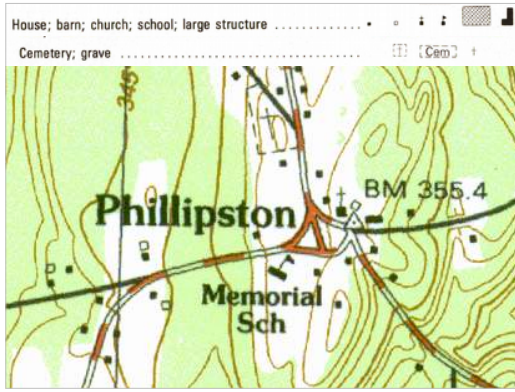 House; barn; church; school; large structure
Cemetery; grave
Cem
345
BM 355.4
Phillipston
Memorial
Sch